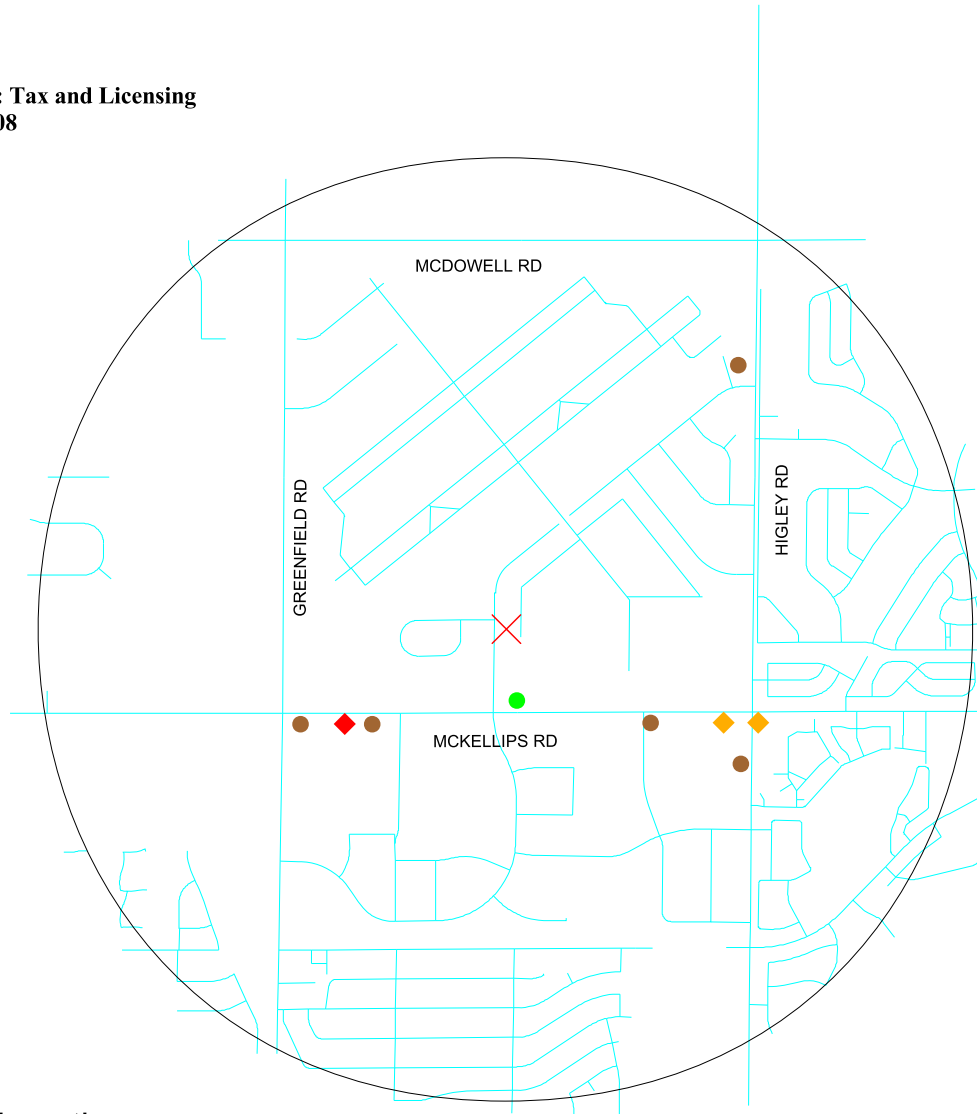 : Tax and Licensing
08
MCDOWELL RD
GREENFIELD RD
HIGLEY RD
MCKELLIPS RD